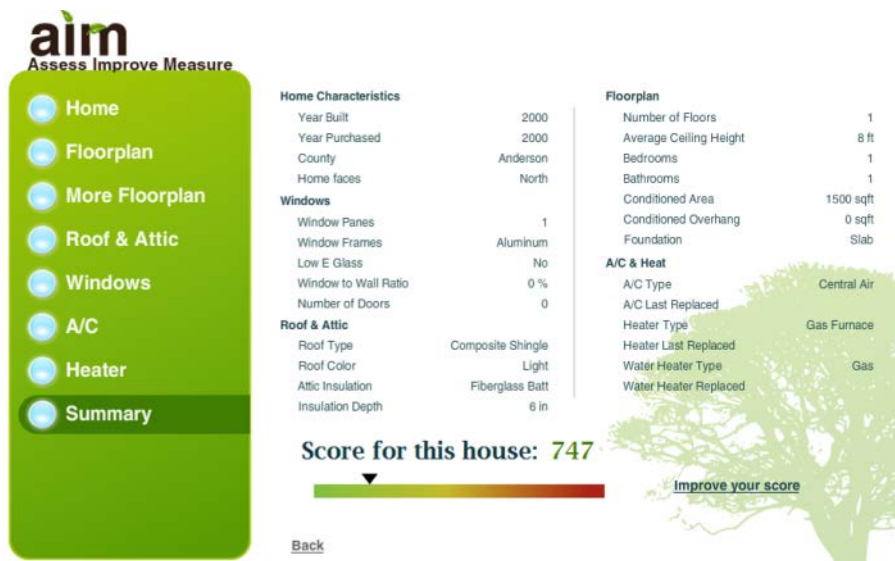 aim
Assess Improve Measure
Home
Floorplan
More Floorplan
Roof & Attic
Windows
A/C
Heater
Summary
Home Characteristics
Year Built 2000
Year Purchased 2000
County Anderson
Home faces North
Windows
Window Panes 1
Window Frames Aluminum
Low E Glass No
Window to Wall Ratio 0 %
Number of Doors 0
Roof & Attic
Roof Type Composite Shingle
Roof Color Light
Attic Insulation Fiberglass Batt
Insulation Depth 6 in
Floorplan
Number of Floors 1
Average Ceiling Height 8 ft
Bedrooms 1
Bathrooms 1
Conditioned Area 1500 sqft
Conditioned Overhang 0 sqft
Foundation Slab
A/C & Heat
A/C Type Central Air
A/C Last Replaced
Heater Type Gas Furnace
Heater Last Replaced
Water Heater Type Gas
Water Heater Replaced
Score for this house: 747
Improve your score
Back